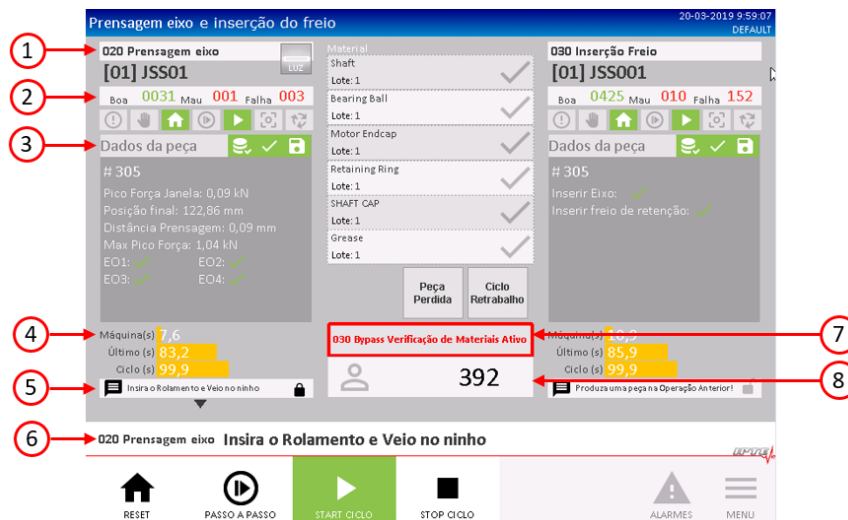 Prensagem eixo e inserção do freio
20-03-2019 9:59:07
DEFAULT
1
020 Prensagem eixo
[01] JSS01
LUZ
2
Boa 0031 Mau 001 Falha 003
3
Dados da peça
# 305
Pico Força Janela: 0,09 kN
Posição final: 122,86 mm
Distância Prensagem: 0,09 mm
Max Pico Força: 1,04 kN
EO1: EO2:
EO3: EO4:
4
Máquina(s) 7,6
Último (s) 83,2
Ciclo (s) 99,9
5
Insira o Rolamento e Veio no ninho
Material
Shaft
Lote: 1
Bearing Ball
Lote: 1
Motor Endcap
Lote: 1
Retaining Ring
Lote: 1
SHAFT CAP
Lote: 1
Grease
Lote: 1
Peça
Perdida
Ciclo
Retrabalho
030 Bypass Verificação de Materiais Ativo
7
392
8
030 Inserção Freio
[01] JSS001
Boa 0425 Mau 010 Falha 152
Dados da peça
# 305
Inserir Eixo:
Inserir freio de retenção:
Máquina(s) 10,9
Último (s) 85,9
Ciclo (s) 99,9
Produza uma peça na Operação Anterior!
6
020 Prensagem eixo Insira o Rolamento e Veio no ninho
RESET
PASSO A PASSO
START CICLO
STOP CICLO
ALARMES
MENU